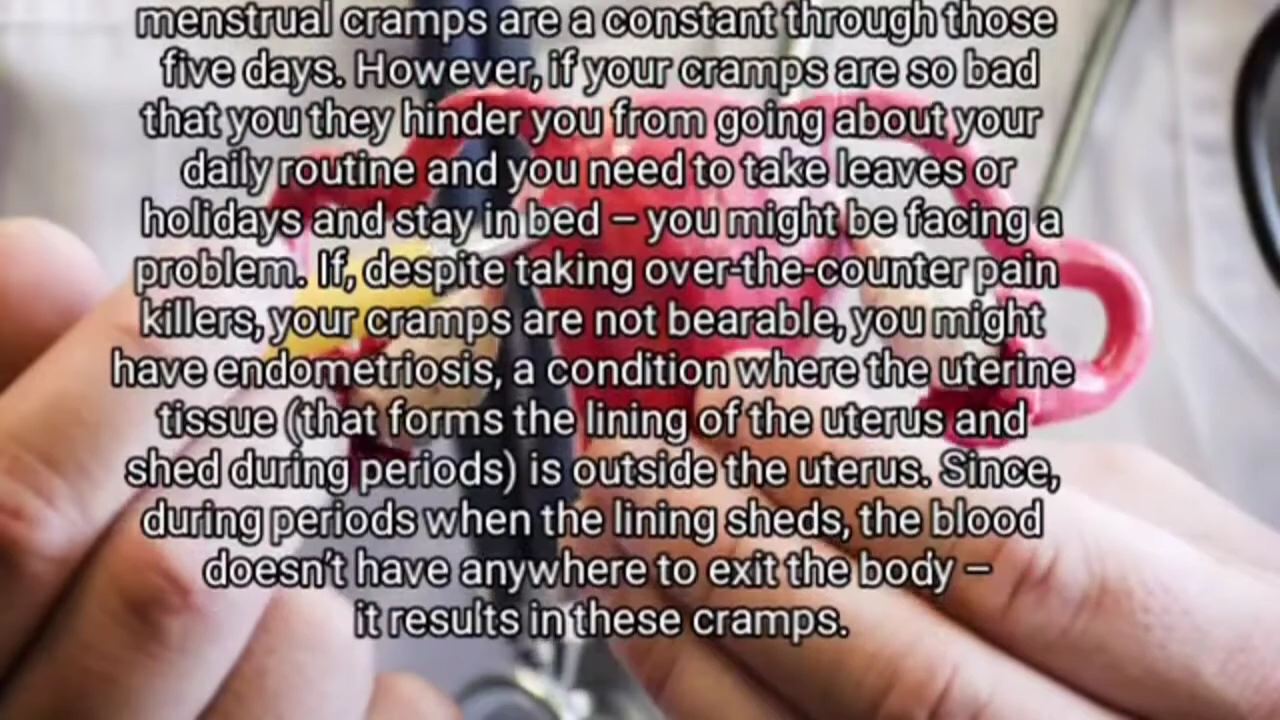 menstrual cramps are a constant through those
five days. However, if your cramps are so bad
that you they hinder you from going about your
daily routine and you need to take leaves or
holidays and stay in bed – you might be facing a
problem. If, despite taking over-the-counter pain
killers, your cramps are not bearable, you might
have endometriosis, a condition where the uterine
tissue (that forms the lining of the uterus and
shed during periods) is outside the uterus. Since,
during periods when the lining sheds, the blood
doesn't have anywhere to exit the body –
it results in these cramps.